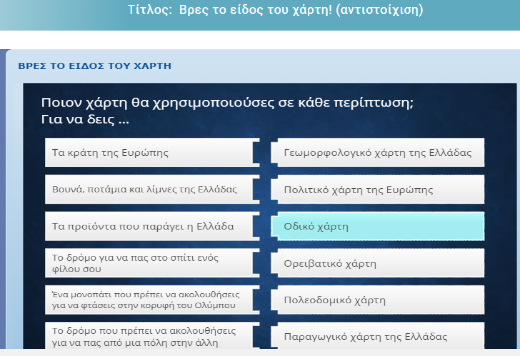 Τίτλος: Βρες το είδος του χάρτη! (αντιστοίχιση)
ΒΡΕΣ ΤΟ ΕΙΔΟΣ ΤΟΥ ΧΑΡΤΗ
Ποιον χάρτη θα χρησιμοποιούσες σε κάθε περίπτωση;
Για να δεις ...
Τα κράτη της Ευρώπης
Γεωμορφολογικό χάρτη της Ελλάδας
Βουνά, ποτάμια και λίμνες της Ελλάδας
Πολιτικό χάρτη της Ευρώπης
Τα προϊόντα που παράγει η Ελλάδα
Οδικό χάρτη
Το δρόμο για να πας στο σπίτι ενός
φίλου σου
Ορειβατικό χάρτη
Ένα μονοπάτι που πρέπει να ακολουθήσεις
για να φτάσεις στην κορυφή του Ολύμπου
Πολεοδομικό χάρτη
Το δρόμο που πρέπει να ακολουθήσεις
για να πας από μια πόλη στην άλλη
Παραγωγικό χάρτη της Ελλάδας